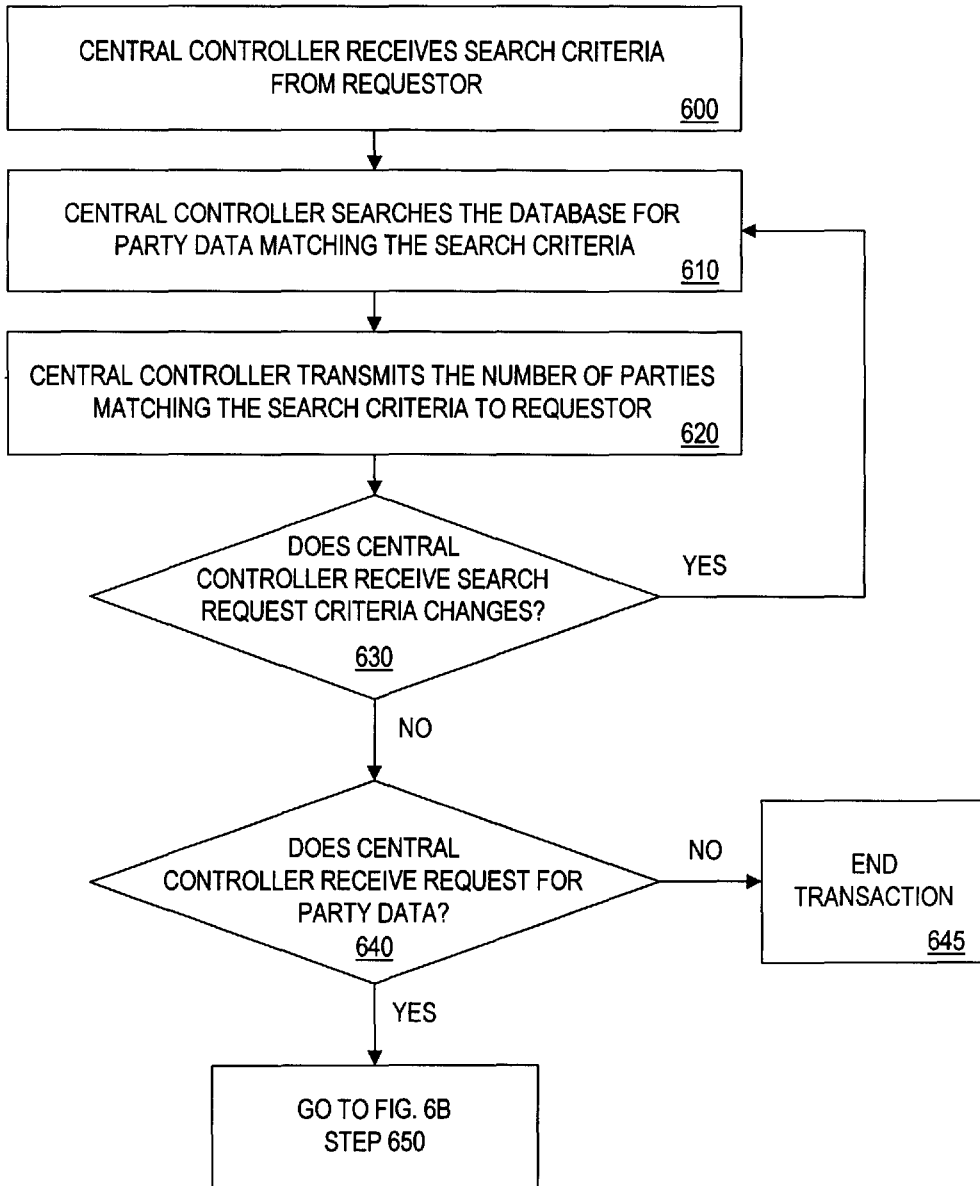 CENTRAL CONTROLLER RECEIVES SEARCH CRITERIA
FROM REQUESTOR
600
CENTRAL CONTROLLER SEARCHES THE DATABASE FOR
PARTY DATA MATCHING THE SEARCH CRITERIA.
610
CENTRAL CONTROLLER TRANSMITS THE NUMBER OF PARTIES
MATCHING THE SEARCH CRITERIA TO REQUESTOR
620
DOES CENTRAL
CONTROLLER RECEIVE SEARCH
REQUEST CRITERIA CHANGES?
630
YES
NO
DOES CENTRAL
CONTROLLER RECEIVE REQUEST FOR
PARTY DATA?
640
NO
END
TRANSACTION
645
YES
GO TO FIG. 6B
STEP 650